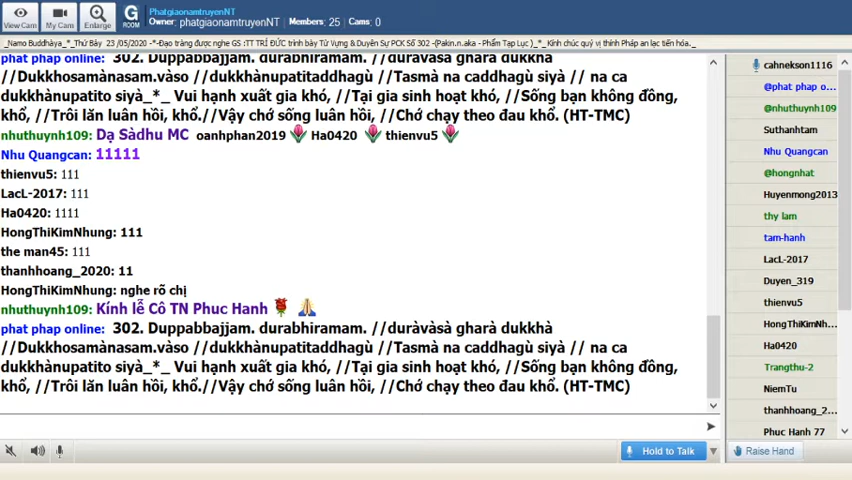 View Cam
My Cam
Enlarge
G
ROOM
PhatgiaonamtruyenNT
Owner: phatgiaonamtruyenNT Members: 25 Cams: 0
_Namo Buddhàya_*_Thứ Bảy 23 /05/2020 -*-Đạo tràng được nghe GS :TT TRÍ ĐỨC trình bày Từ Vựng & Duyên Sự PCK Số 302 -(Pakin.n.aka - Phẩm Tạp Lục )_*_ Kính chúc quý vị thính Pháp an lạc tiến hóa._
phat phap online: 302. Duppabbajjam. durabhiramam. //duràvàsà gharà dukkhà
//Dukkhosamànasam.vàso //dukkhànupatitaddhagù //Tasmà na caddhagù siyà // na ca
dukkhànupatito siyà_*_ Vui hạnh xuất gia khó, //Tại gia sinh hoạt khó, //Sống bạn không đồng,
khổ, //Trôi lăn luân hồi, khổ.//Vậy chớ sống luân hồi, //Chớ chạy theo đau khổ. (HT-TMC)
nhuthuynh109: Dạ Sàdhu MC oanhphan2019 Ha0420 thienvu5
Nhu Quangcan: 11111
thienvu5: 111
LacL-2017: 111
Ha0420: 1111
HongThiKimNhung: 111
the man45: 111
thanhhoang_2020: 11
HongThiKimNhung: nghe rõ chị
nhuthuynh109: Kính lễ Cô TN Phuc Hanh
phat phap online: 302. Duppabbajjam. durabhiramam. //duràvàsà gharà dukkhà
//Dukkhosamànasam.vàso //dukkhànupatitaddhagù //Tasmà na caddhagù siyà // na ca
dukkhànupatito siyà_*_ Vui hạnh xuất gia khó, //Tại gia sinh hoạt khó, //Sống bạn không đồng,
khổ, //Trôi lăn luân hồi, khổ.//Vậy chớ sống luân hồi, //Chớ chạy theo đau khổ. (HT-TMC)
Hold to Talk
cahnekson1116
@phat phap o...
@nhuthuynh109
Suthanhtam
Nhu Quangcan
@hongnhat
Huyenmong2013
thy lam
tam-hanh
LacL-2017
Duyen_319
thienvu5
HongThiKimNh...
Ha0420
Trangthu-2
NiemTu
thanhhoang_2...
Phuc Hanh 77
Raise Hand